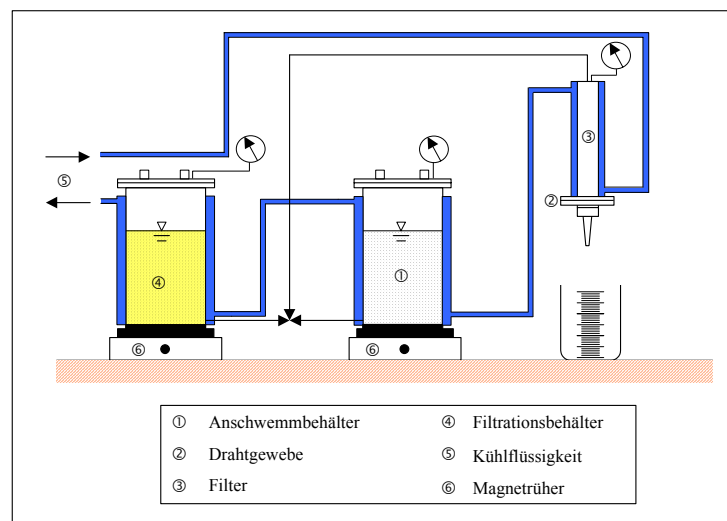 ③
②
⑤
④
①
⑥
⑥
① Anschwemmbehälter ④ Filtrationsbehälter
② Drahtgewebe ⑤ Kühlflüssigkeit
③ Filter ⑥ Magnetrüher